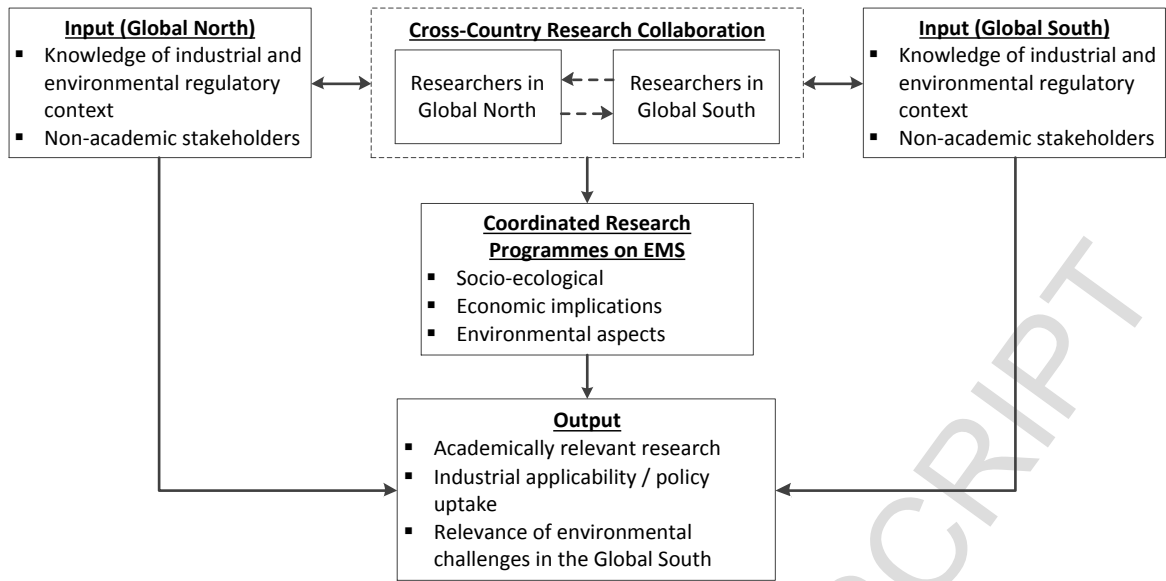 Input (Global North)
▪ Knowledge of industrial and
environmental regulatory
context
▪ Non-academic stakeholders
Cross-Country Research Collaboration
Researchers in
Global North
Researchers in
Global South
Input (Global South)
▪ Knowledge of industrial and
environmental regulatory
context
▪ Non-academic stakeholders
Coordinated Research
Programmes on EMS
▪ Socio-ecological
▪ Economic implications
▪ Environmental aspects
Output
▪ Academically relevant research
▪ Industrial applicability / policy
uptake
▪ Relevance of environmental
challenges in the Global South
CRIPT